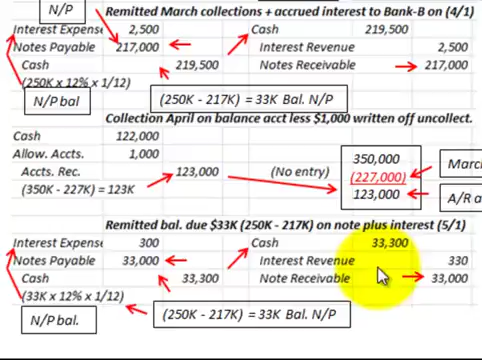 N/P
Remitted March collections + accrued interest to Bank-B on (4/1)
Interest Expense 2,500 Cash 219,500
Notes Payable 217,000 Interest Revenue 2,500
Cash 219,500 Notes Receivable 217,000
(250K x 12% x 1/12)
N/P bal (250K - 217K) = 33K Bal. N/P
Collection April on balance acct less $1,000 written off uncollect.
Cash 122,000
Allow. Accts. 1,000 350,000 March
Accts. Rec. 123,000 (No entry) (227,000)
(350K - 227K) = 123K 123,000 A/R a
Remitted bal. due $33K (250K - 217K) on note plus interest (5/1)
Interest Expense 300 Cash 33,300
Notes Payable 33,000 Interest Revenue 330
Cash 33,300 Note Receivable 33,000
(33K x 12% x 1/12)
N/P bal. (250K - 217K) = 33K Bal. N/P